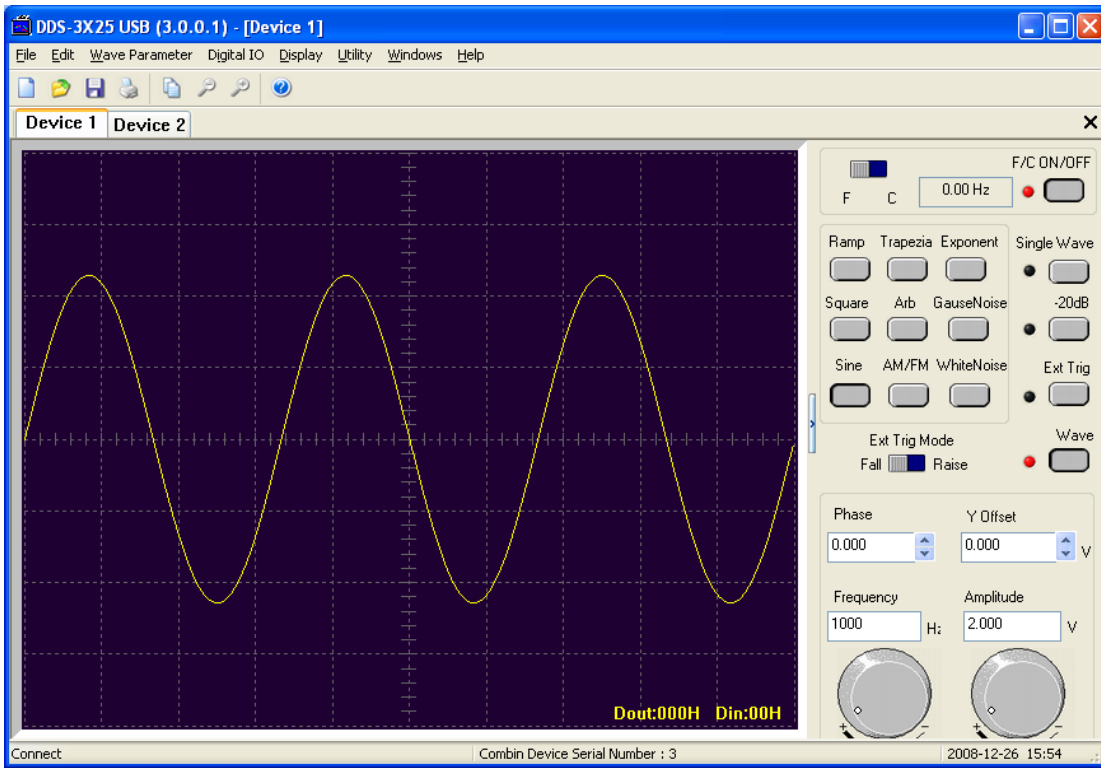 DDS-3X25 USB (3.0.0.1) - [Device 1]
File Edit Wave Parameter Digital IO Display Utility Windows Help
Device 1 Device 2
F/C ON/OFF
F C 0.00 Hz
Ramp Trapezia Exponent Single Wave
Square Arb GauseNoise -20dB
Sine AM/FM WhiteNoise Ext Trig
Ext Trig Mode Wave
Fall Raise
Phase Y Offset
0.000 0.000 V
Frequency Amplitude
1000 Hz 2.000 V
Dout:000H Din:00H
Connect Combin Device Serial Number : 3 2008-12-26 15:54